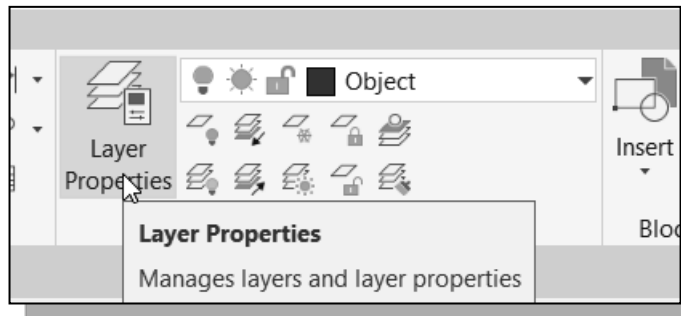 Object
Layer
Properties
Insert
Layer Properties
Manages layers and layer properties